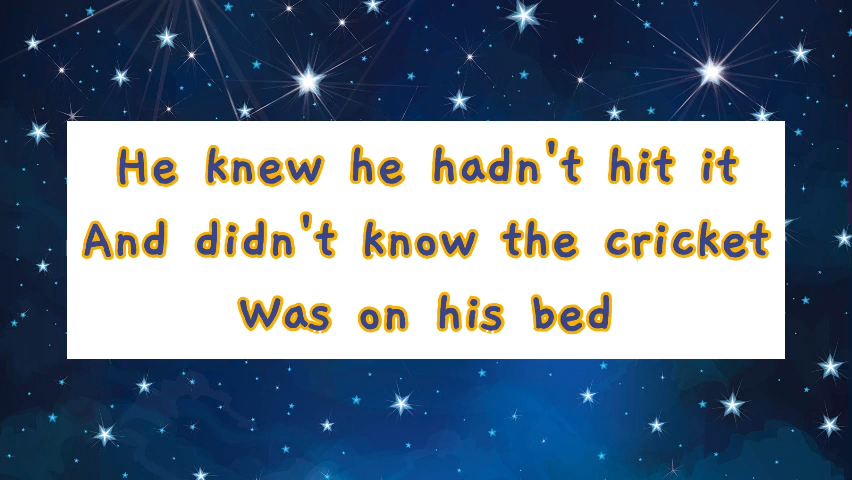 He knew he hadn't hit it
And didn't know the cricket
Was on his bed